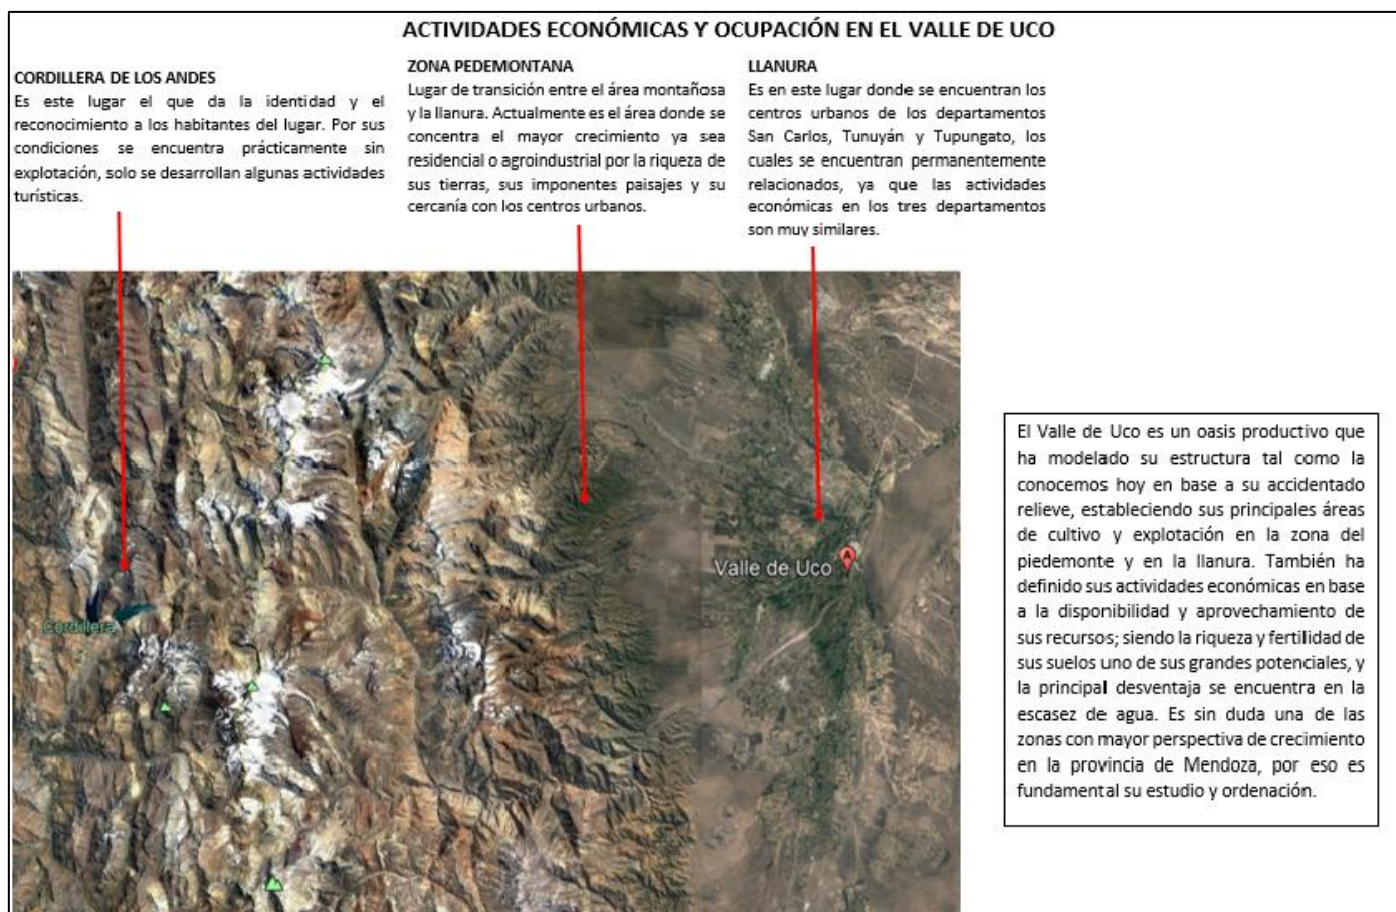 ACTIVIDADES ECONÓMICAS Y OCUPACIÓN EN EL VALLE DE UCO
CORDILLERA DE LOS ANDES
Es este lugar el que da la identidad y el
reconocimiento a los habitantes del lugar. Por sus
condiciones se encuentra prácticamente sin
explotación, solo se desarrollan algunas actividades
turísticas.
ZONA PEDEMONTANA
Lugar de transición entre el área montañosa
y la llanura. Actualmente es el área donde se
concentra el mayor crecimiento ya sea
residencial o agroindustrial por la riqueza de
sus tierras, sus imponentes paisajes y su
cercanía con los centros urbanos.
LLANURA
Es en este lugar donde se encuentran los
centros urbanos de los departamentos
San Carlos, Tunuyán y Tupungato, los
cuales se encuentran permanentemente
relacionados, ya que las actividades
económicas en los tres departamentos
son muy similares.
A
Valle de Uco
Cordillera
El Valle de Uco es un oasis productivo que
ha modelado su estructura tal como la
conocemos hoy en base a su accidentado
relieve, estableciendo sus principales áreas
de cultivo y explotación en la zona del
piedemonte y en la llanura. También ha
definido sus actividades económicas en base
a la disponibilidad y aprovechamiento de
sus recursos; siendo la riqueza y fertilidad de
sus suelos uno de sus grandes potenciales, y
la principal desventaja se encuentra en la
escasez de agua. Es sin duda una de las
zonas con mayor perspectiva de crecimiento
en la provincia de Mendoza, por eso es
fundamental su estudio y ordenación.